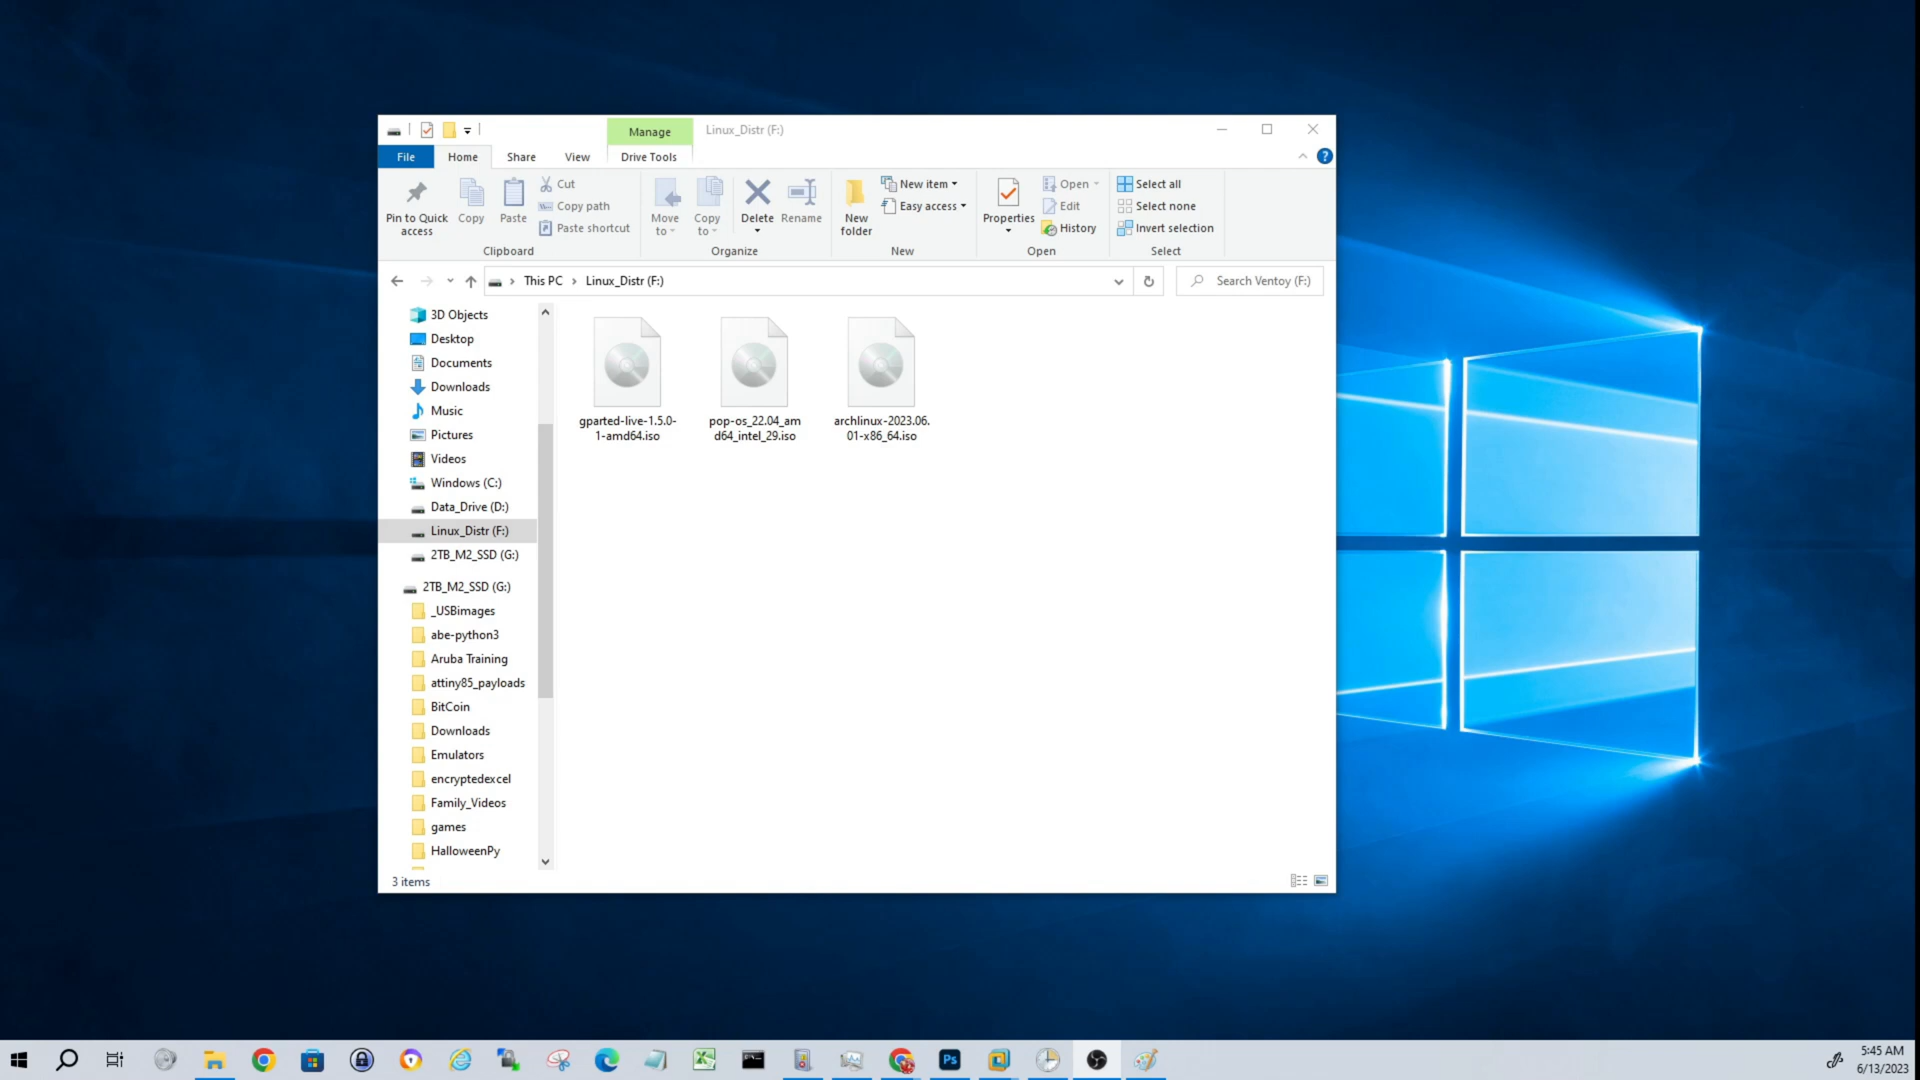 Manage
Linux_Distr (F:)
File
Home
Share
View
Drive Tools
?
Pin to Quick
access
Copy
Paste
Cut
Copy path
Paste shortcut
Clipboard
Move
to
Copy
to
Delete
Rename
Organize
New
folder
New item
Easy access
New
Properties
Open
Edit
History
Open
Select all
Select none
Invert selection
Select
This PC
Linux_Distr (F:)
Search Ventoy (F:)
3D Objects
Desktop
Documents
Downloads
Music
Pictures
Videos
Windows (C:)
Data_Drive (D:)
Linux_Distr (F:)
2TB_M2_SSD (G:)
2TB_M2_SSD (G:)
_USBimages
abe-python3
Aruba Training
attiny85_payloads
BitCoin
Downloads
Emulators
encryptedexcel
Family_Videos
games
HalloweenPy
gparted-live-1.5.0-
1-amd64.iso
pop-os_22.04_am
d64_intel_29.iso
archlinux-2023.06.
01-x86_64.iso
3 items
Ps
5:45 AM
6/13/2023